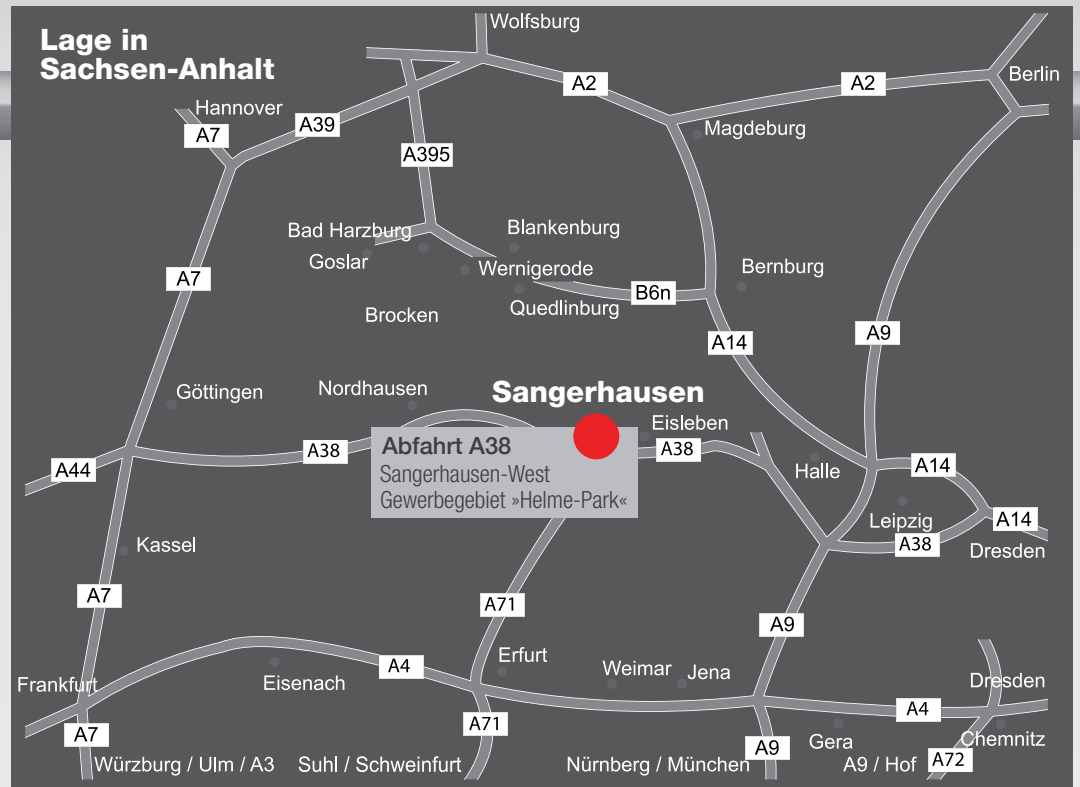 Lage in
Sachsen-Anhalt
Wolfsburg
Berlin
A2
A2
Hannover
A39
A7
Magdeburg
A395
Bad Harzburg
Blankenburg
Goslar
Wernigerode
Bernburg
A7
B6n
Quedlinburg
Brocken
A14
A9
Göttingen
Nordhausen
Sangerhausen
Eisleben
A38
Abfahrt A38
Sangerhausen-West
Gewerbegebiet »Helme-Park«
A38
A44
Halle
A14
Leipzig
A14
Kassel
A38
Dresden
A7
A71
A9
Erfurt
Weimar
Jena
A4
Eisenach
Frankfurt
Dresden
A4
A7
A71
A9
Gera
Chemnitz
A72
Würzburg / Ulm / A3
Suhl / Schweinfurt
Nürnberg / München
A9 / Hof